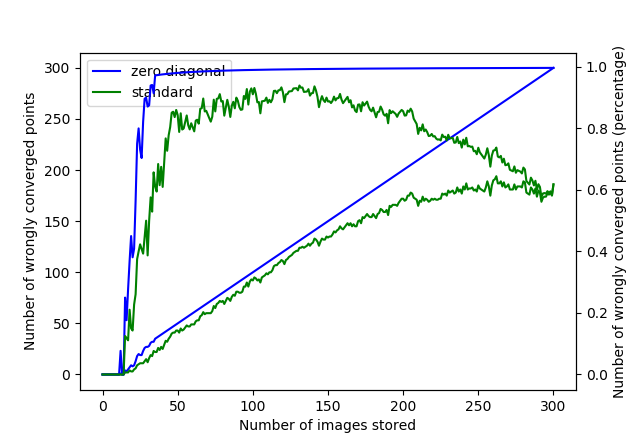 zero diagonal
standard
Number of wrongly converged points
300
250
200
150
100
50
0
1.0
0.8
0.6
0.4
0.2
0.0
Number of wrongly converged points (percentage)
0 50 100 150 200 250 300
Number of images stored